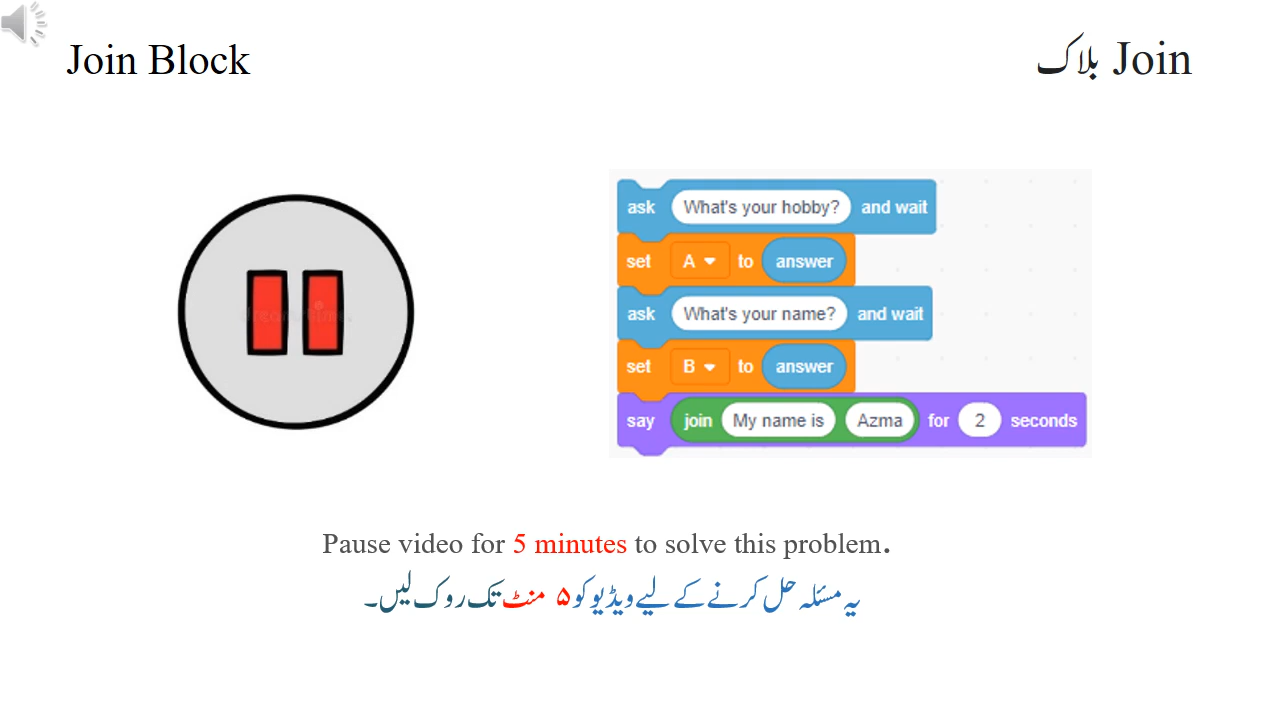 Join Block
Join بلاک
ask What's your hobby? and wait
set A to answer
ask What's your name? and wait
set B to answer
say join My name is Azma for 2 seconds
Pause video for 5 minutes to solve this problem.
یہ مسئلہ حل کرنے کے لیے ویڈیو کو ۵ منٹ تک روک لیں۔